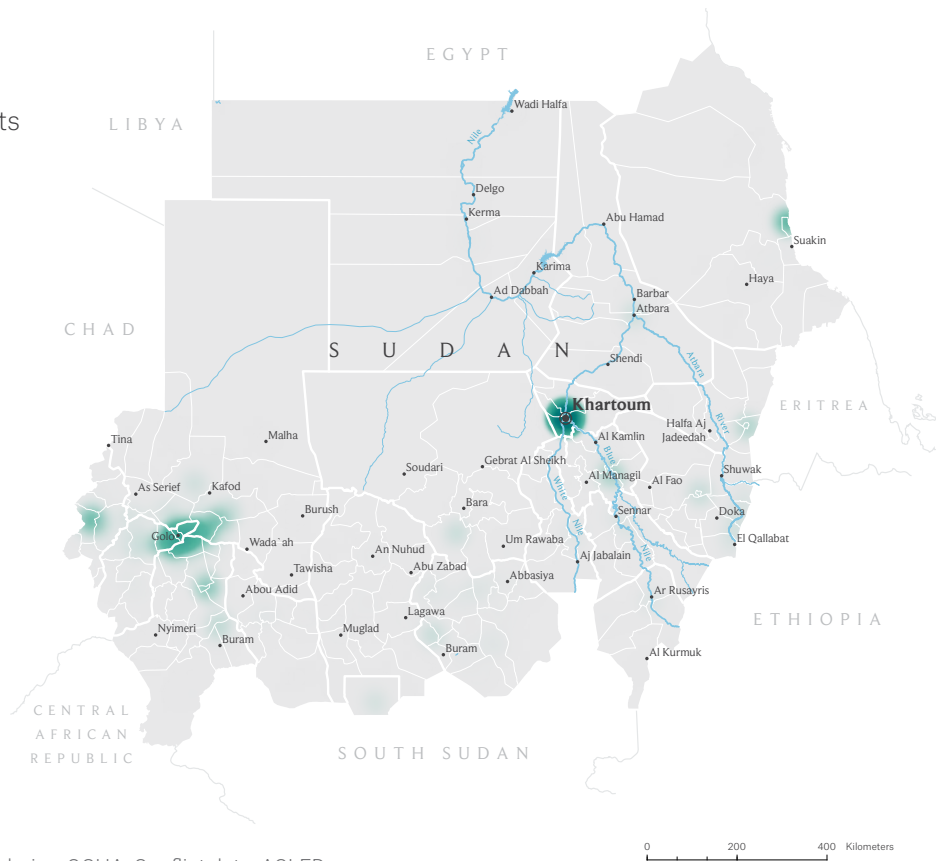 EGYPT
LIBYA
ts
Wadi Halfa
Nile
Delgo
Kerma
Abu Hamad
Suakin
Karima
Haya
Ad Dabbah
Barbar
Atbara
CHAD
SUDAN
Shendi
Atbara
River
Khartoum
ERITREA
Halfa Aj
Jadeedah
Al Kamlin
Tina
Malha
Gebrat Al Sheikh
Blue
Nile
Soudari
Al Managil
Al Fao
Shuwak
As Serief
Kafod
White
Nile
Bara
Burush
Sennar
Doka
Golo
Wada`ah
Um Rawaba
El Qallabat
An Nuhud
Aj Jabalain
Tawisha
Abu Zabad
Abbasiya
Abou Adid
Ar Rusayris
Lagawa
ETHIOPIA
Nyimeri
Buram
Muglad
Buram
Al Kurmuk
CENTRAL
AFRICAN
REPUBLIC
SOUTH SUDAN
0 200 400 Kilometers